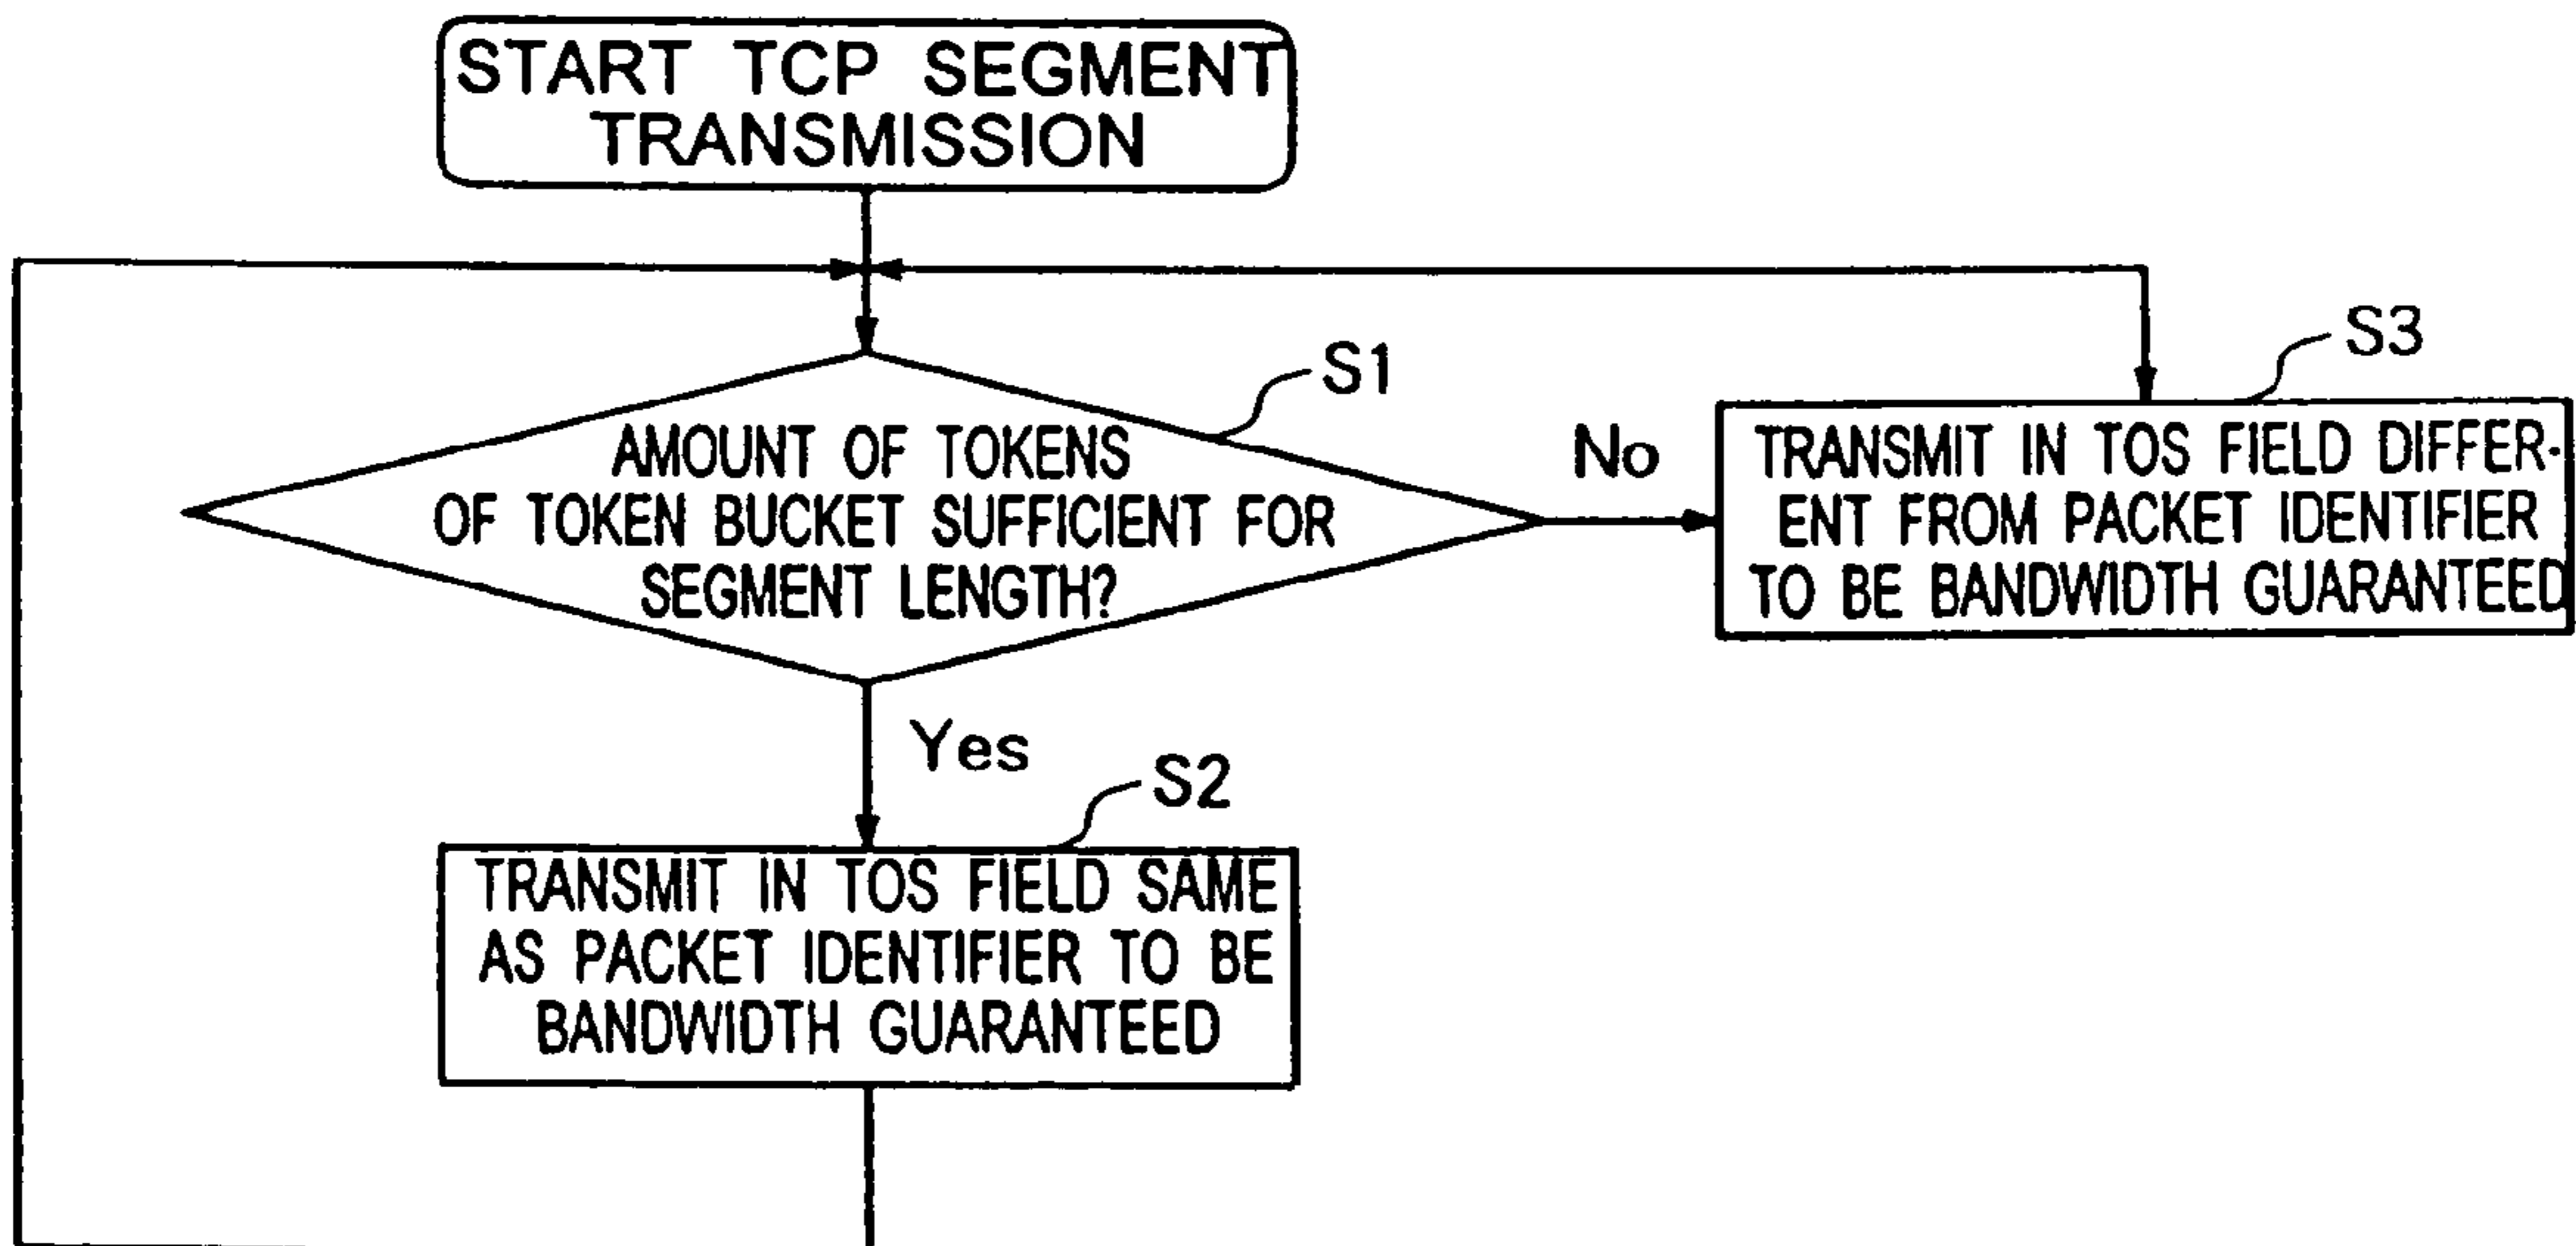 START TCP SEGMENT
TRANSMISSION
S1
S3
AMOUNT OF TOKENS
OF TOKEN BUCKET SUFFICIENT FOR
SEGMENT LENGTH?
No
TRANSMIT IN TOS FIELD DIFFER-
ENT FROM PACKET IDENTIFIER
TO BE BANDWIDTH GUARANTEED
Yes
S2
TRANSMIT IN TOS FIELD SAME
AS PACKET IDENTIFIER TO BE
BANDWIDTH GUARANTEED